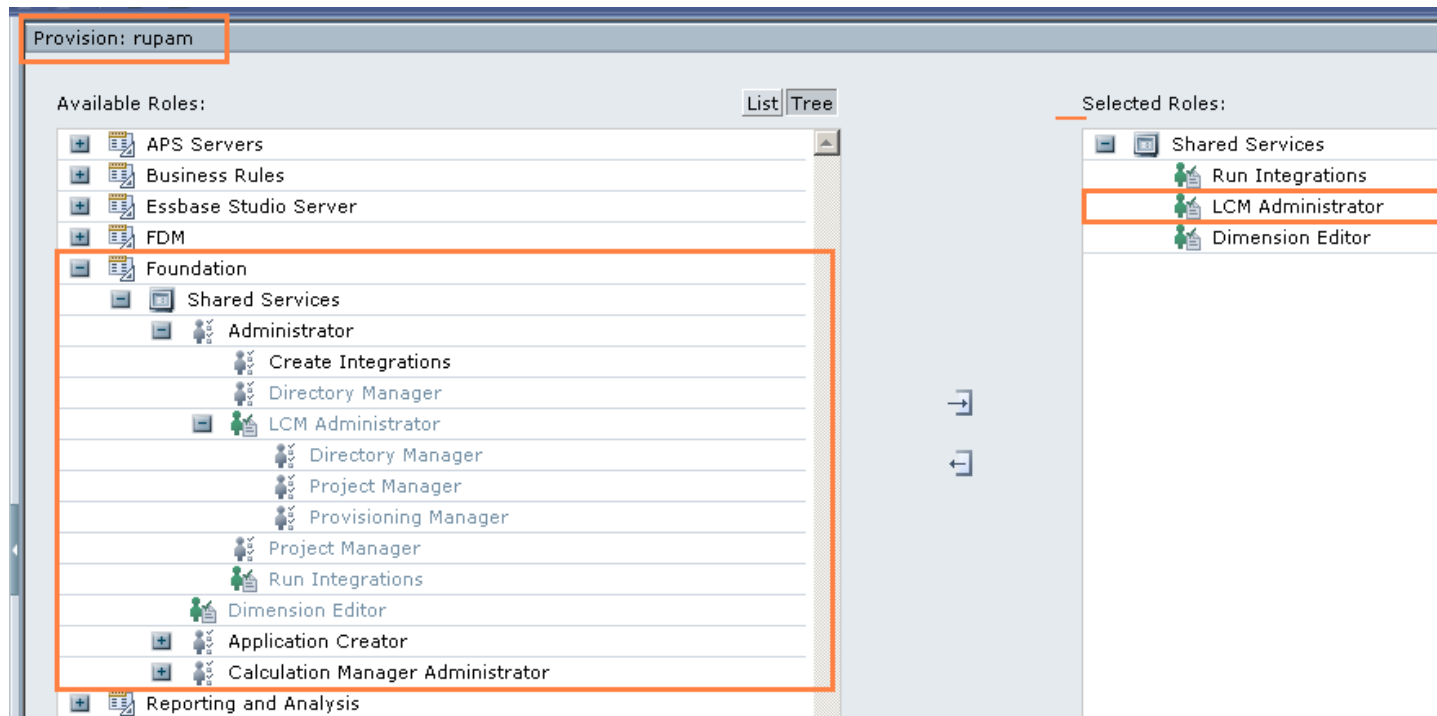 Provision: rupam
Available Roles:
List Tree
APS Servers
Business Rules
Essbase Studio Server
FDM
Foundation
Shared Services
Administrator
Create Integrations
Directory Manager
LCM Administrator
Directory Manager
Project Manager
Provisioning Manager
Project Manager
Run Integrations
Dimension Editor
Application Creator
Calculation Manager Administrator
Reporting and Analysis
Selected Roles:
Shared Services
Run Integrations
LCM Administrator
Dimension Editor